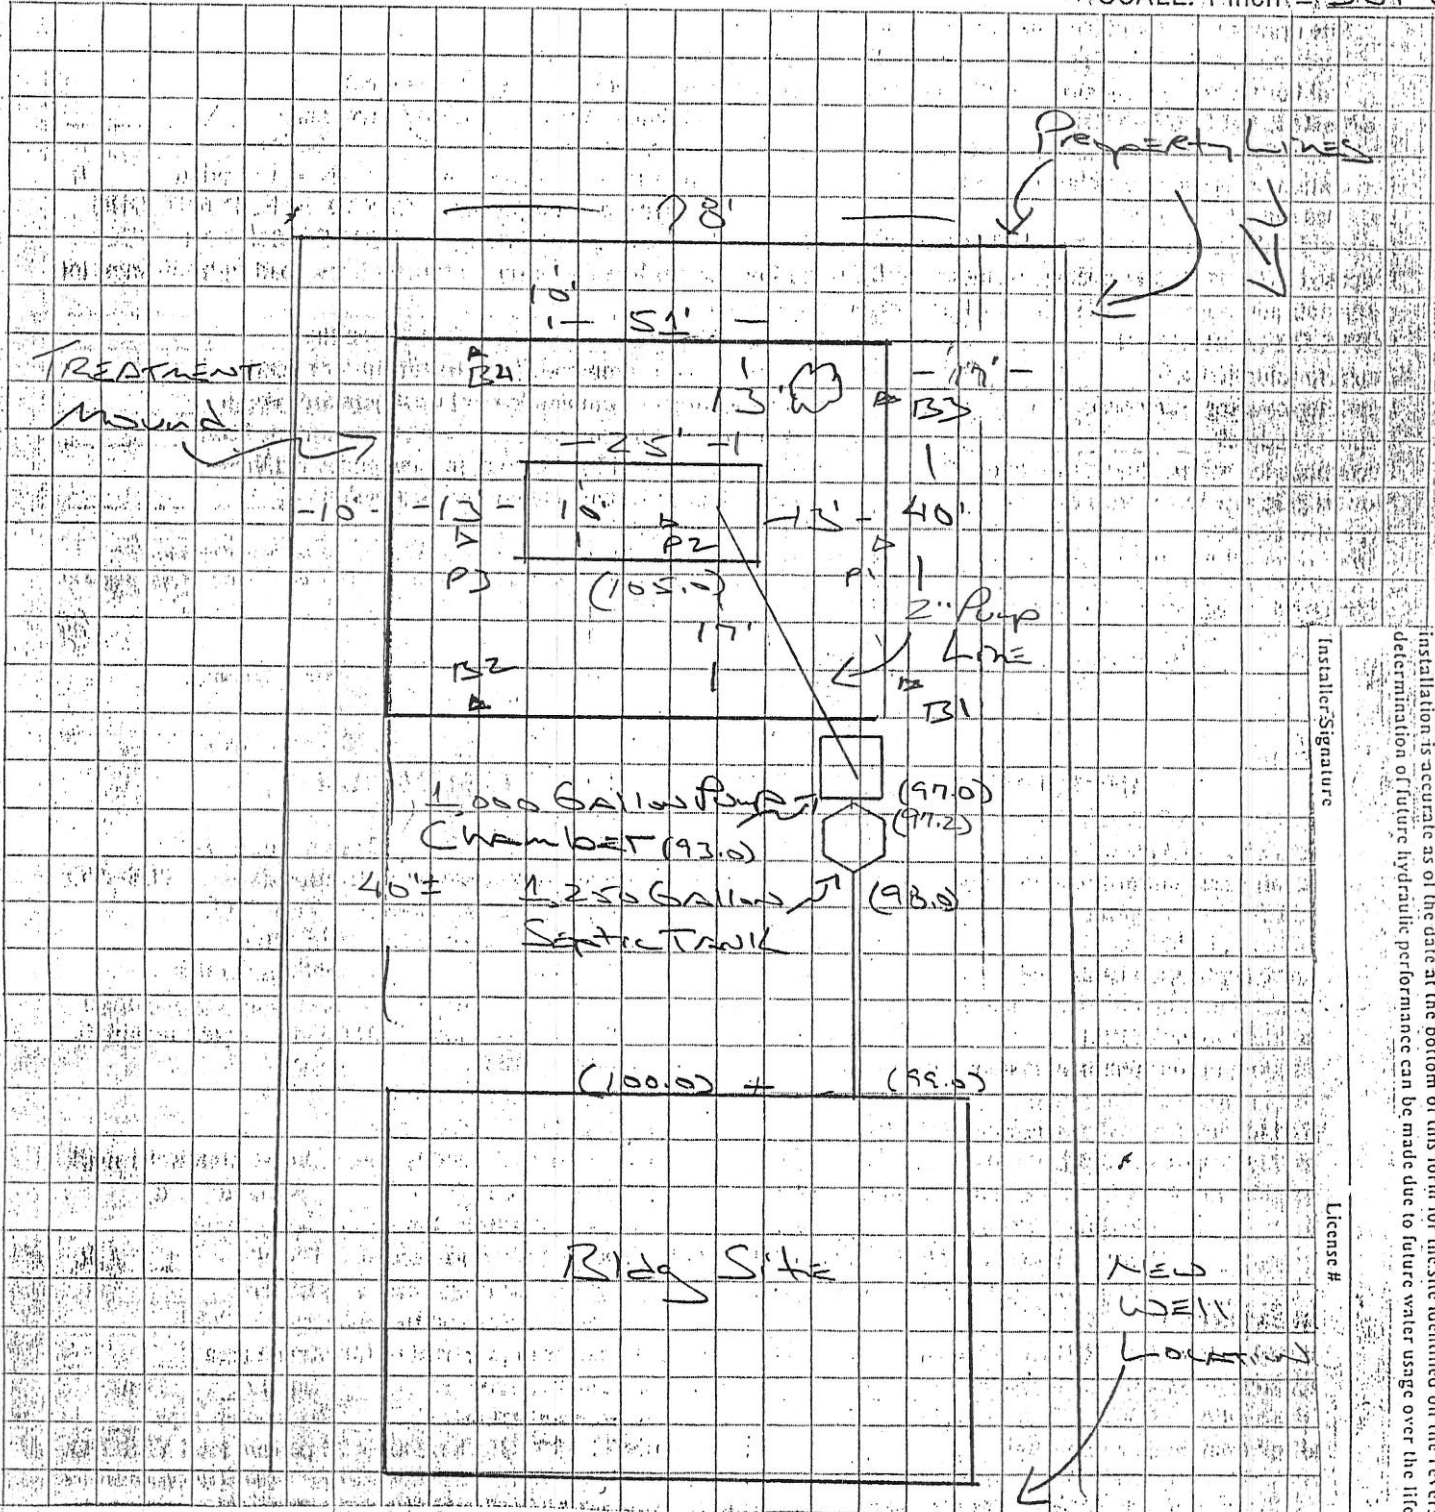 SCALE: 1 inch =
Property Lines
78'
10'
51'
TREATMENT
Mound
B4
13'
B3
-17'-
-25'-
-10'-
-13-
10'
P2
-13'-
40'
P3
(105.0)
P1
17'
2" Pump
Line
B2
B1
1,000 Gallon Pump
Chamber (93.0)
(97.0)
(97.2)
40'±
1,250 Gallon
Septic Tank
(98.0)
(100.0)
(99.0)
Bldg Site
New
Well
Location
installation is accurate as of the date at the bottom of this form for the site identified on the
determination of future hydraulic performance can be made due to future water usage over the life
Installer Signature
License #